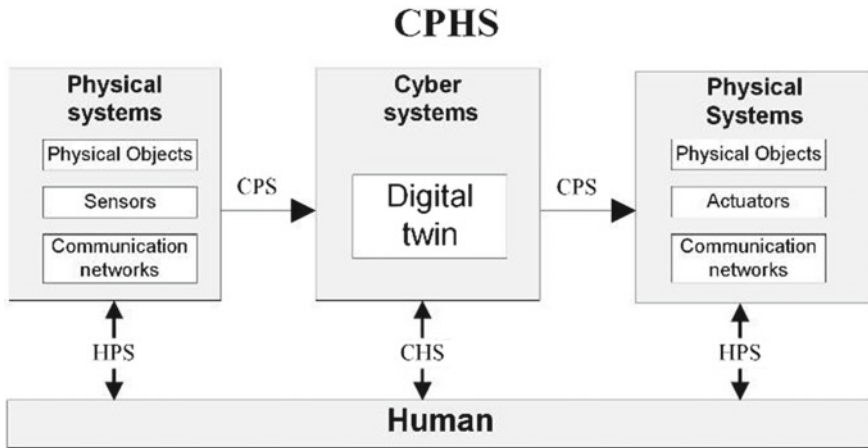 CPHS
Physical
systems
Physical Objects
Sensors
Communication
networks
CPS
Cyber
systems
Digital
twin
CPS
Physical
Systems
Physical Objects
Actuators
Communication
networks
HPS
CHS
HPS
Human